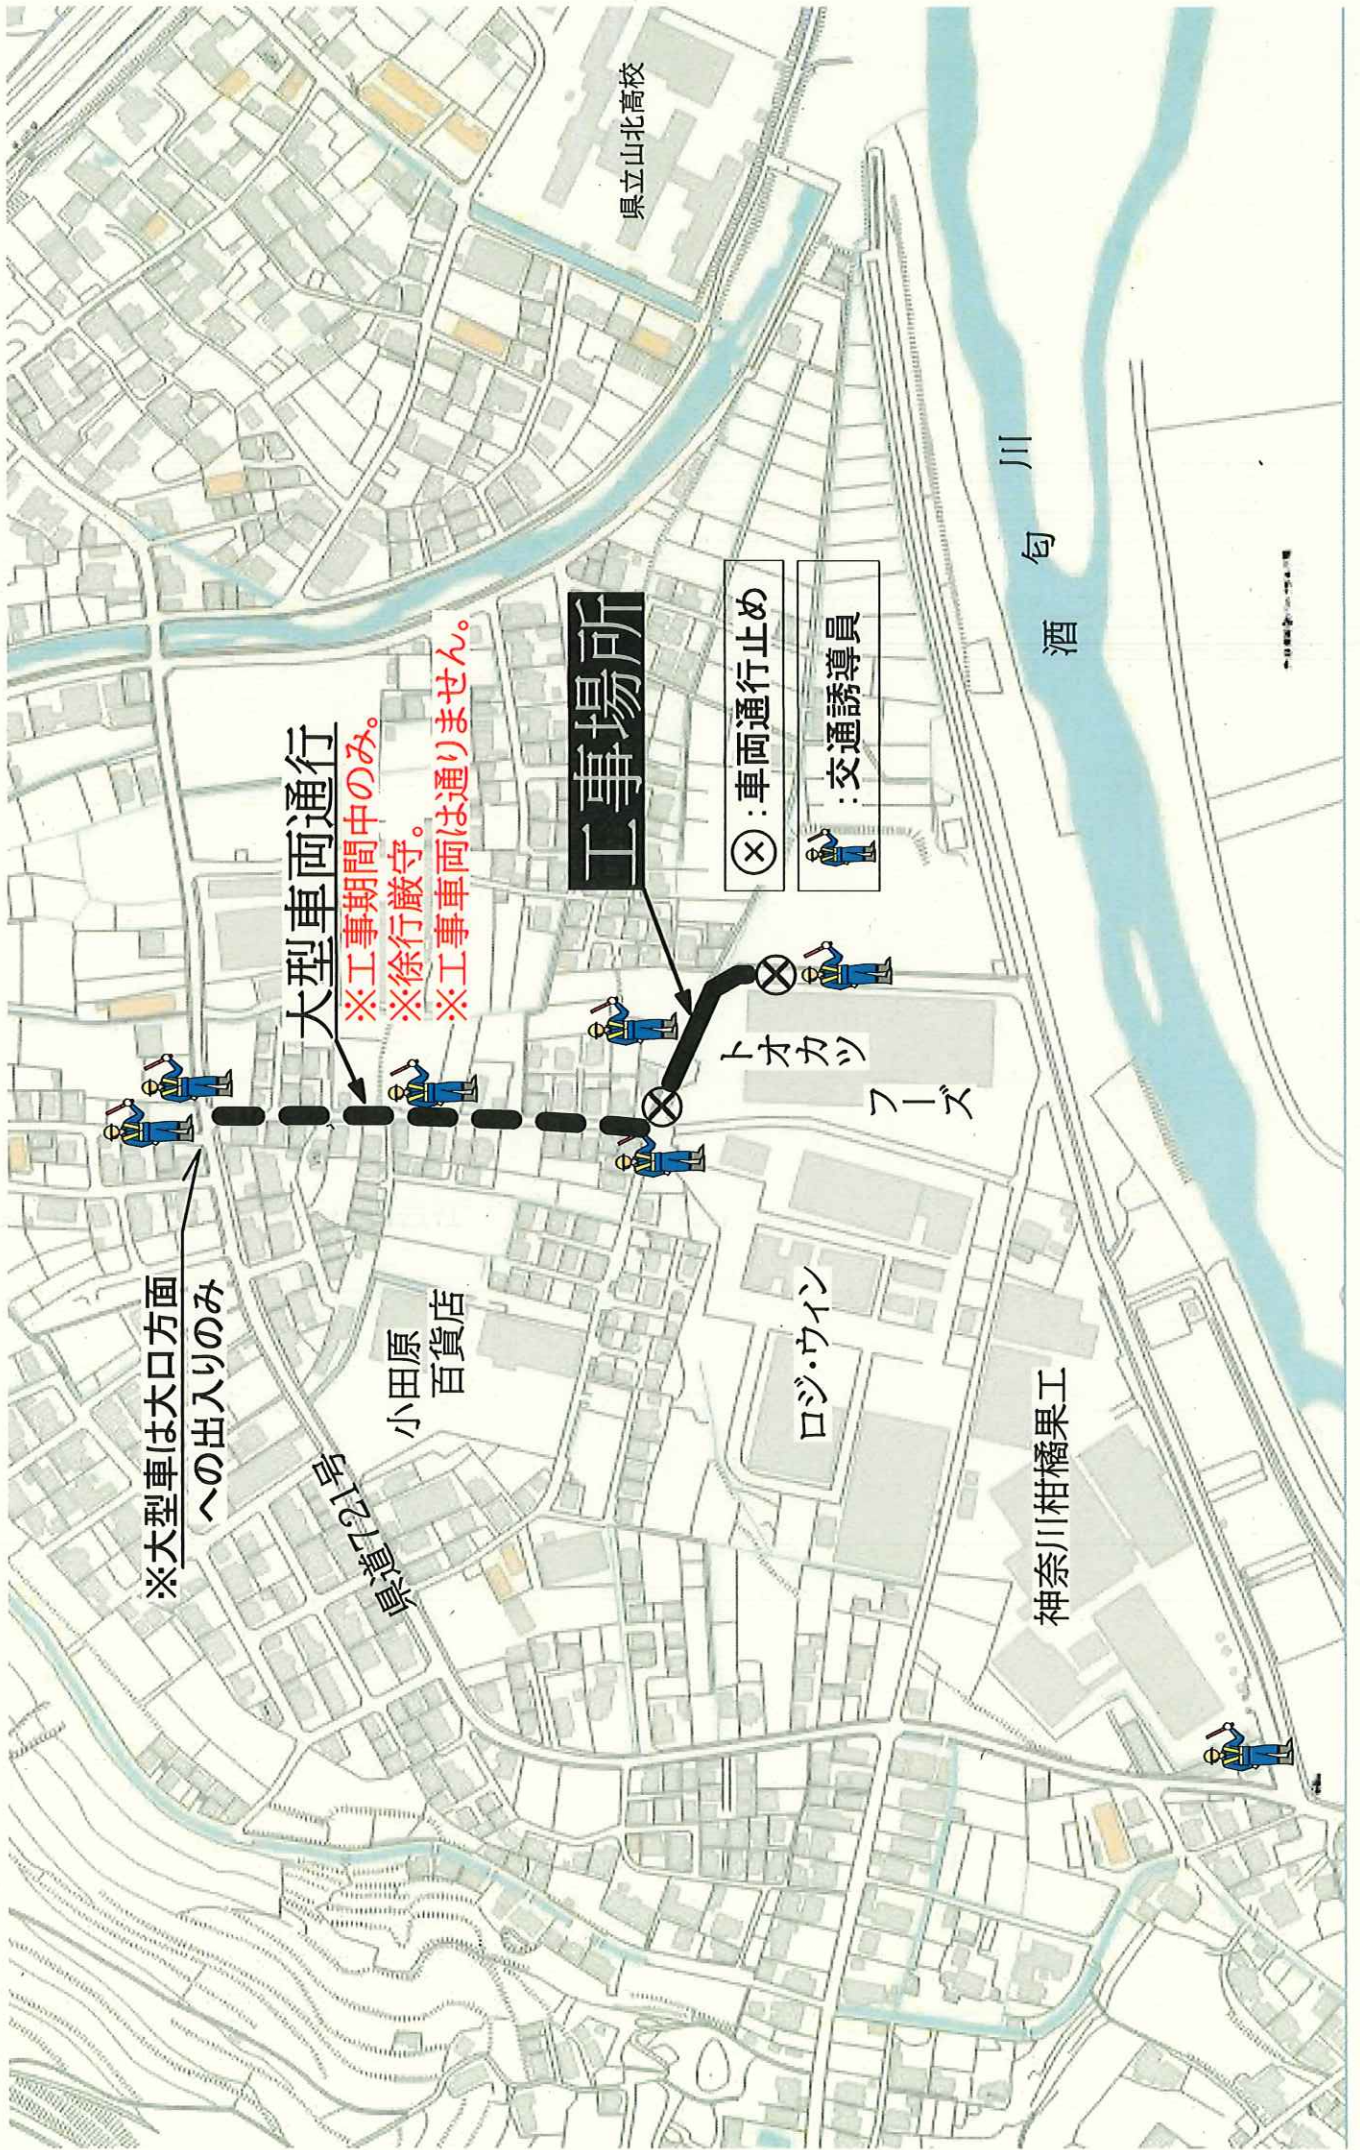 ※大型車は大口方面
への出入りのみ
大型車両通行
※工事期間中のみ。
※徐行厳守。
※工事車両は通りません。
県立山北高校
県道721号
小田原
百貨店
工事場所
⊗:車両通行止め
:交通誘導員
トオカツ
フーズ
ロジ・ウィン
神奈川柑橘果工
酒匂川